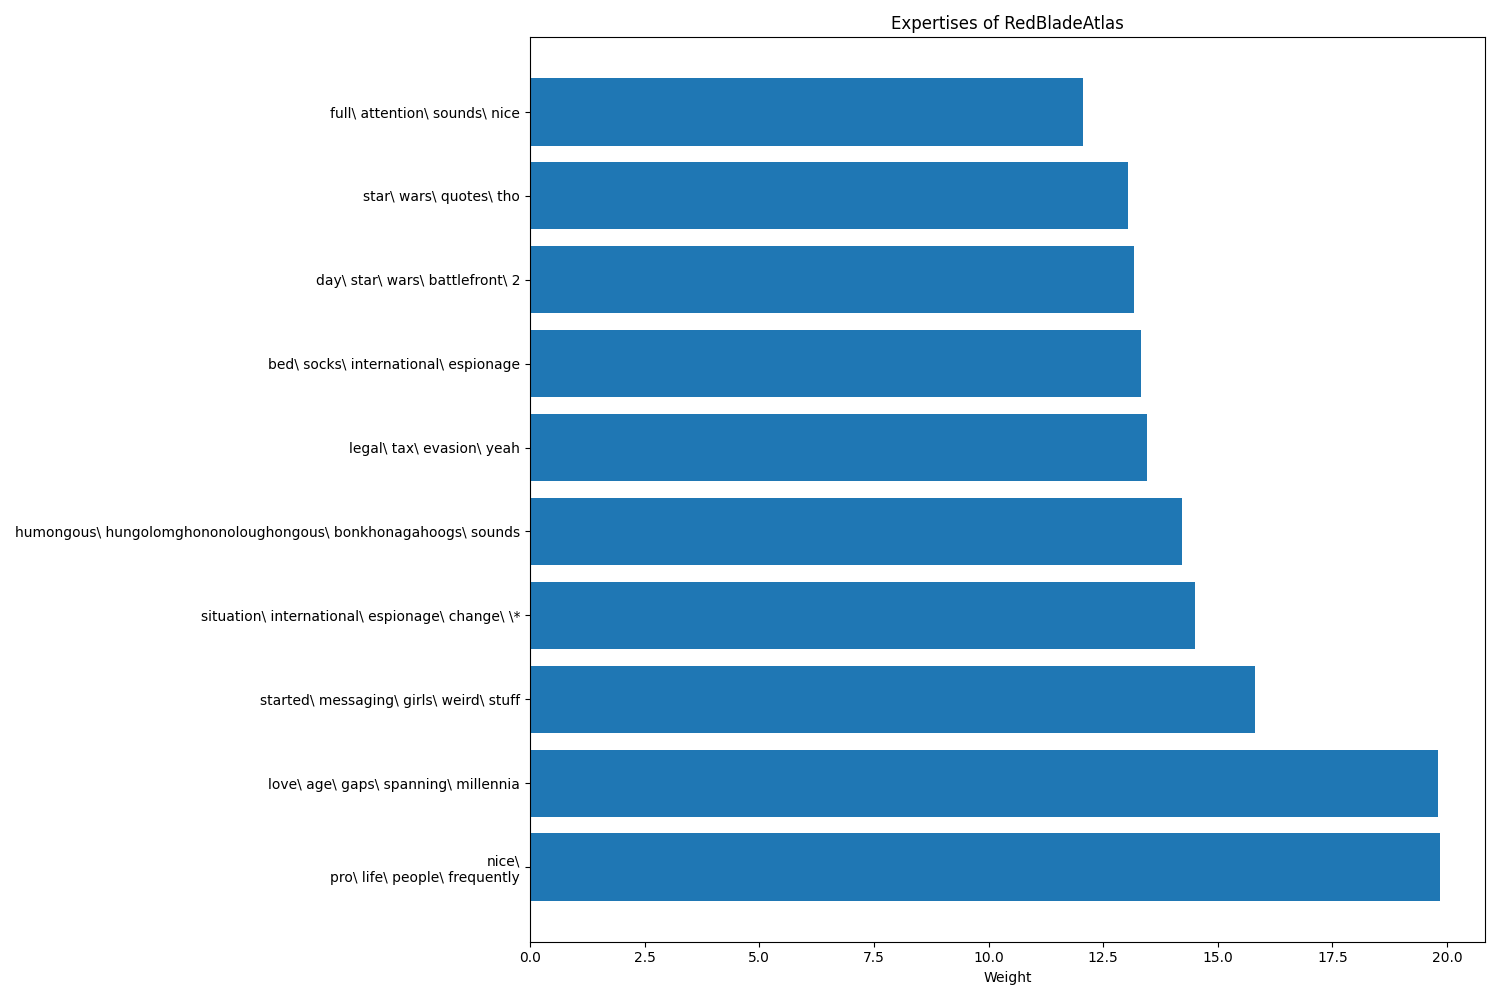 Expertises of RedBladeAtlas
full\ attention\ sounds\ nice
star\ wars\ quotes\ tho
day\ star\ wars\ battlefront\ 2
bed\ socks\ international\ espionage
legal\ tax\ evasion\ yeah
humongous\ hungolomghononoloughongous\ bonkhonagahoogs\ sounds
situation\ international\ espionage\ change\ \*
started\ messaging\ girls\ weird\ stuff
love\ age\ gaps\ spanning\ millennia
nice\
pro\ life\ people\ frequently
0.0 2.5 5.0 7.5 10.0 12.5 15.0 17.5 20.0
Weight